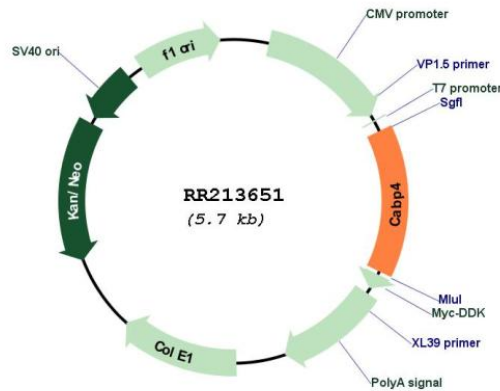 CMV promoter
f1 ori
SV40 ori
VP1.5 primer
T7 promoter
SgfI
Kan/Neo
RR213651
(5.7 kb)
Cabp4
MluI
Myc-DDK
XL39 primer
Col E1
PolyA signal